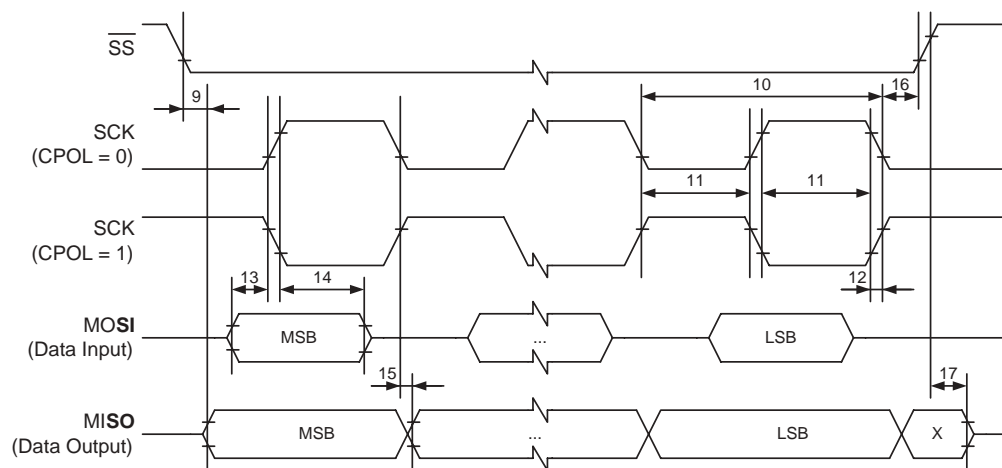 SS
10
16
9
SCK
(CPOL = 0)
11
11
SCK
(CPOL = 1)
13
14
12
MOSI
(Data Input)
MSB
...
LSB
15
17
MISO
(Data Output)
MSB
...
LSB
X